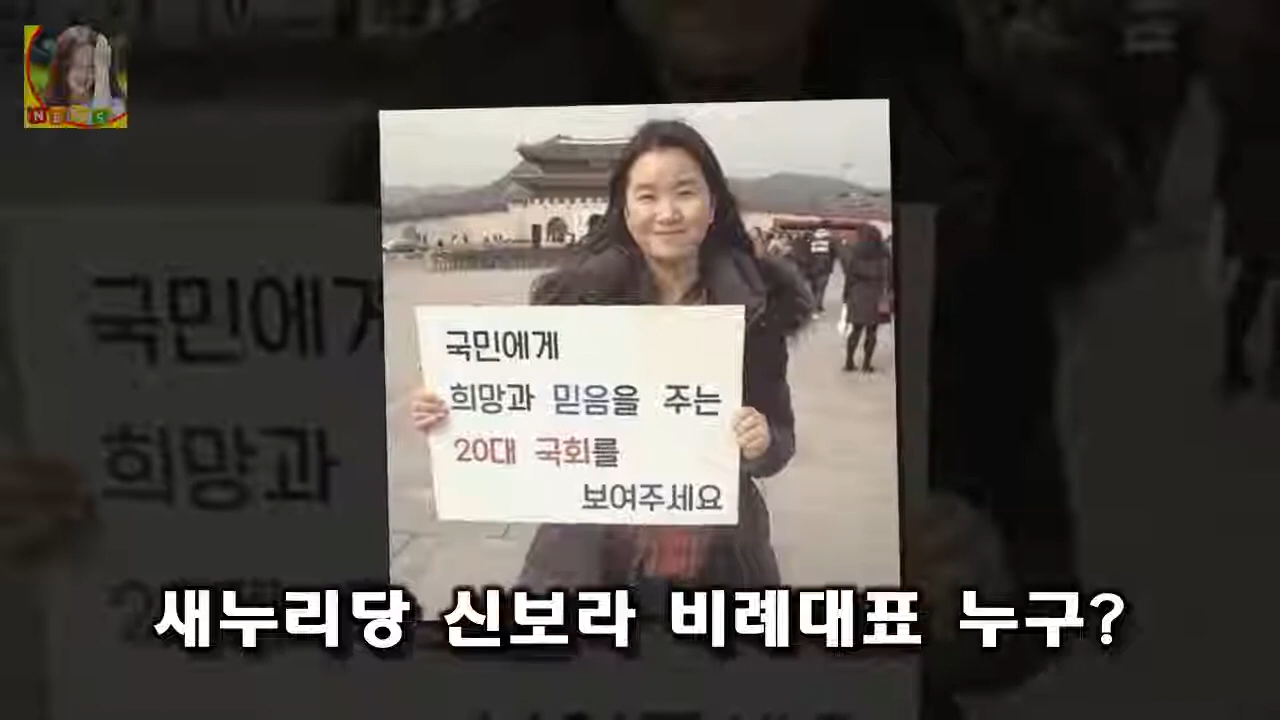 NEWS
국민에게
희망과 믿음을 주는
20대 국회를
보여주세요
새누리당 신보라 비례대표 누구?